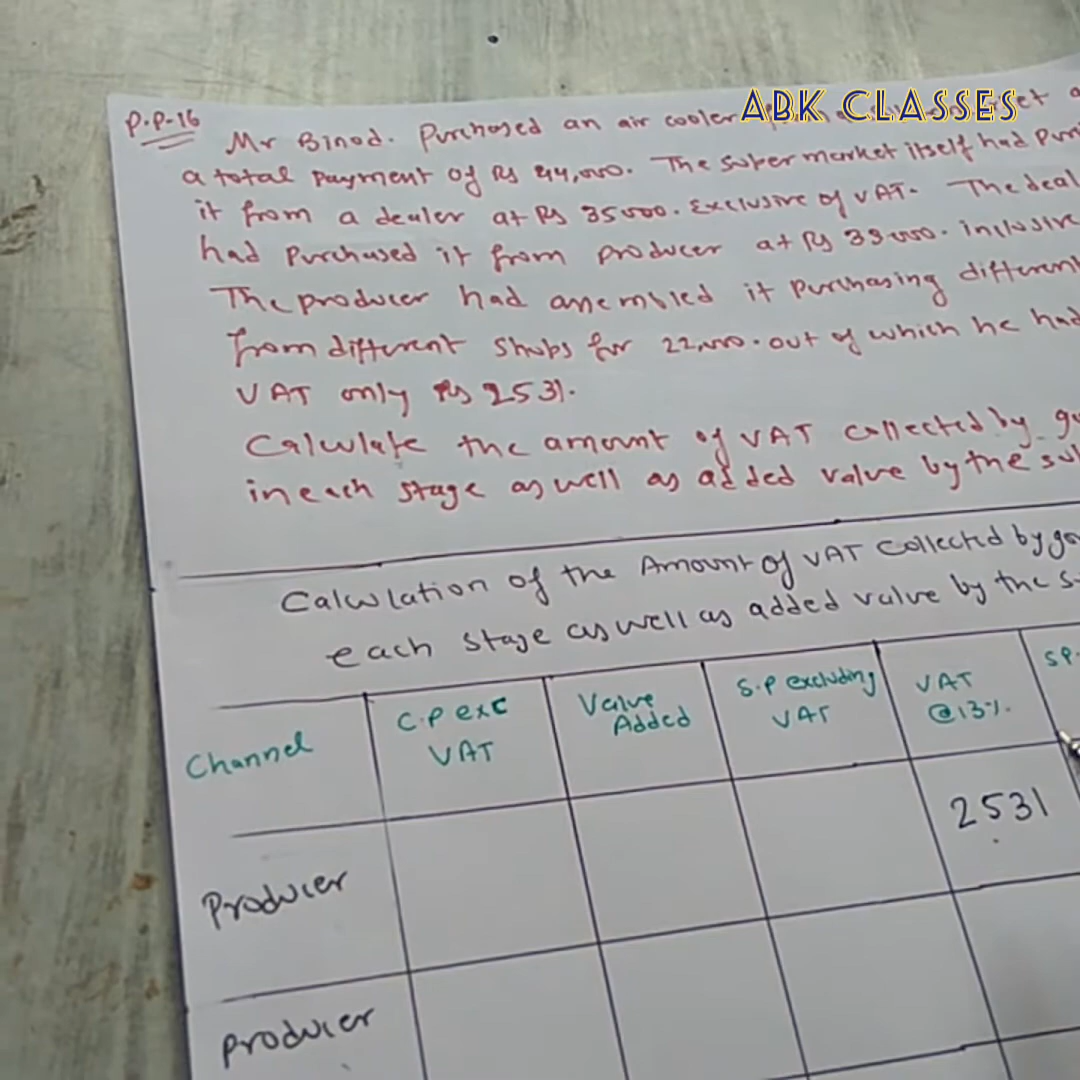 ABK CLASSES
P.P-16
Mr Binod. Purchased an air cooler
a total payment of Rs 44,000. The super market itself had pur
it from a dealer at Rs 35000. Exclusive of VAT. The deal
had purchased it from producer at Rs 33000. inclusive
The producer had assembled it purchasing different
from different shops for 22,000. out of which he had
VAT only Rs 2531.
Calculate the amount of VAT collected by go
in each stage as well as added value by the su
Calculation of the Amount of VAT Collected by go
each stage as well as added value by the s
Channel C.P exc VAT Value Added S.P excluding VAT VAT @13%. SP
Producer 2531
Producer